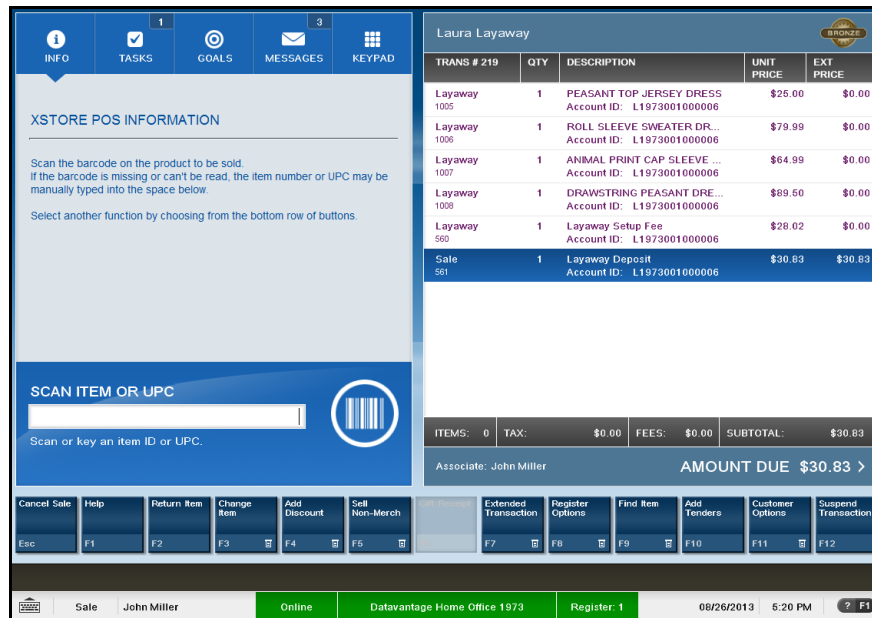 1
3
INFO
TASKS
GOALS
MESSAGES
KEYPAD
XSTORE POS INFORMATION
Scan the barcode on the product to be sold.
If the barcode is missing or can't be read, the item number or UPC may be
manually typed into the space below.
Select another function by choosing from the bottom row of buttons.
SCAN ITEM OR UPC
Scan or key an item ID or UPC.
Laura Layaway
BRONZE
TRANS # 219 QTY DESCRIPTION UNIT PRICE EXT PRICE
Layaway 1 PEASANT TOP JERSEY DRESS $25.00 $0.00
1005 Account ID: L1973001000006
Layaway 1 ROLL SLEEVE SWEATER DR... $79.99 $0.00
1006 Account ID: L1973001000006
Layaway 1 ANIMAL PRINT CAP SLEEVE ... $64.99 $0.00
1007 Account ID: L1973001000006
Layaway 1 DRAWSTRING PEASANT DRE... $89.50 $0.00
1008 Account ID: L1973001000006
Layaway 1 Layaway Setup Fee $28.02 $0.00
560 Account ID: L1973001000006
Sale 1 Layaway Deposit $30.83 $30.83
561 Account ID: L1973001000006
ITEMS: 0 TAX: $0.00 FEES: $0.00 SUBTOTAL: $30.83
Associate: John Miller AMOUNT DUE $30.83 >
Cancel Sale Esc
Help F1
Return Item F2
Change Item F3
Add Discount F4
Sell Non-Merch F5
Extended Transaction F7
Register Options F8
Find Item F9
Add Tenders F10
Customer Options F11
Suspend Transaction F12
Sale John Miller Online Datavantage Home Office 1973 Register: 1 08/26/2013 5:20 PM ? F1